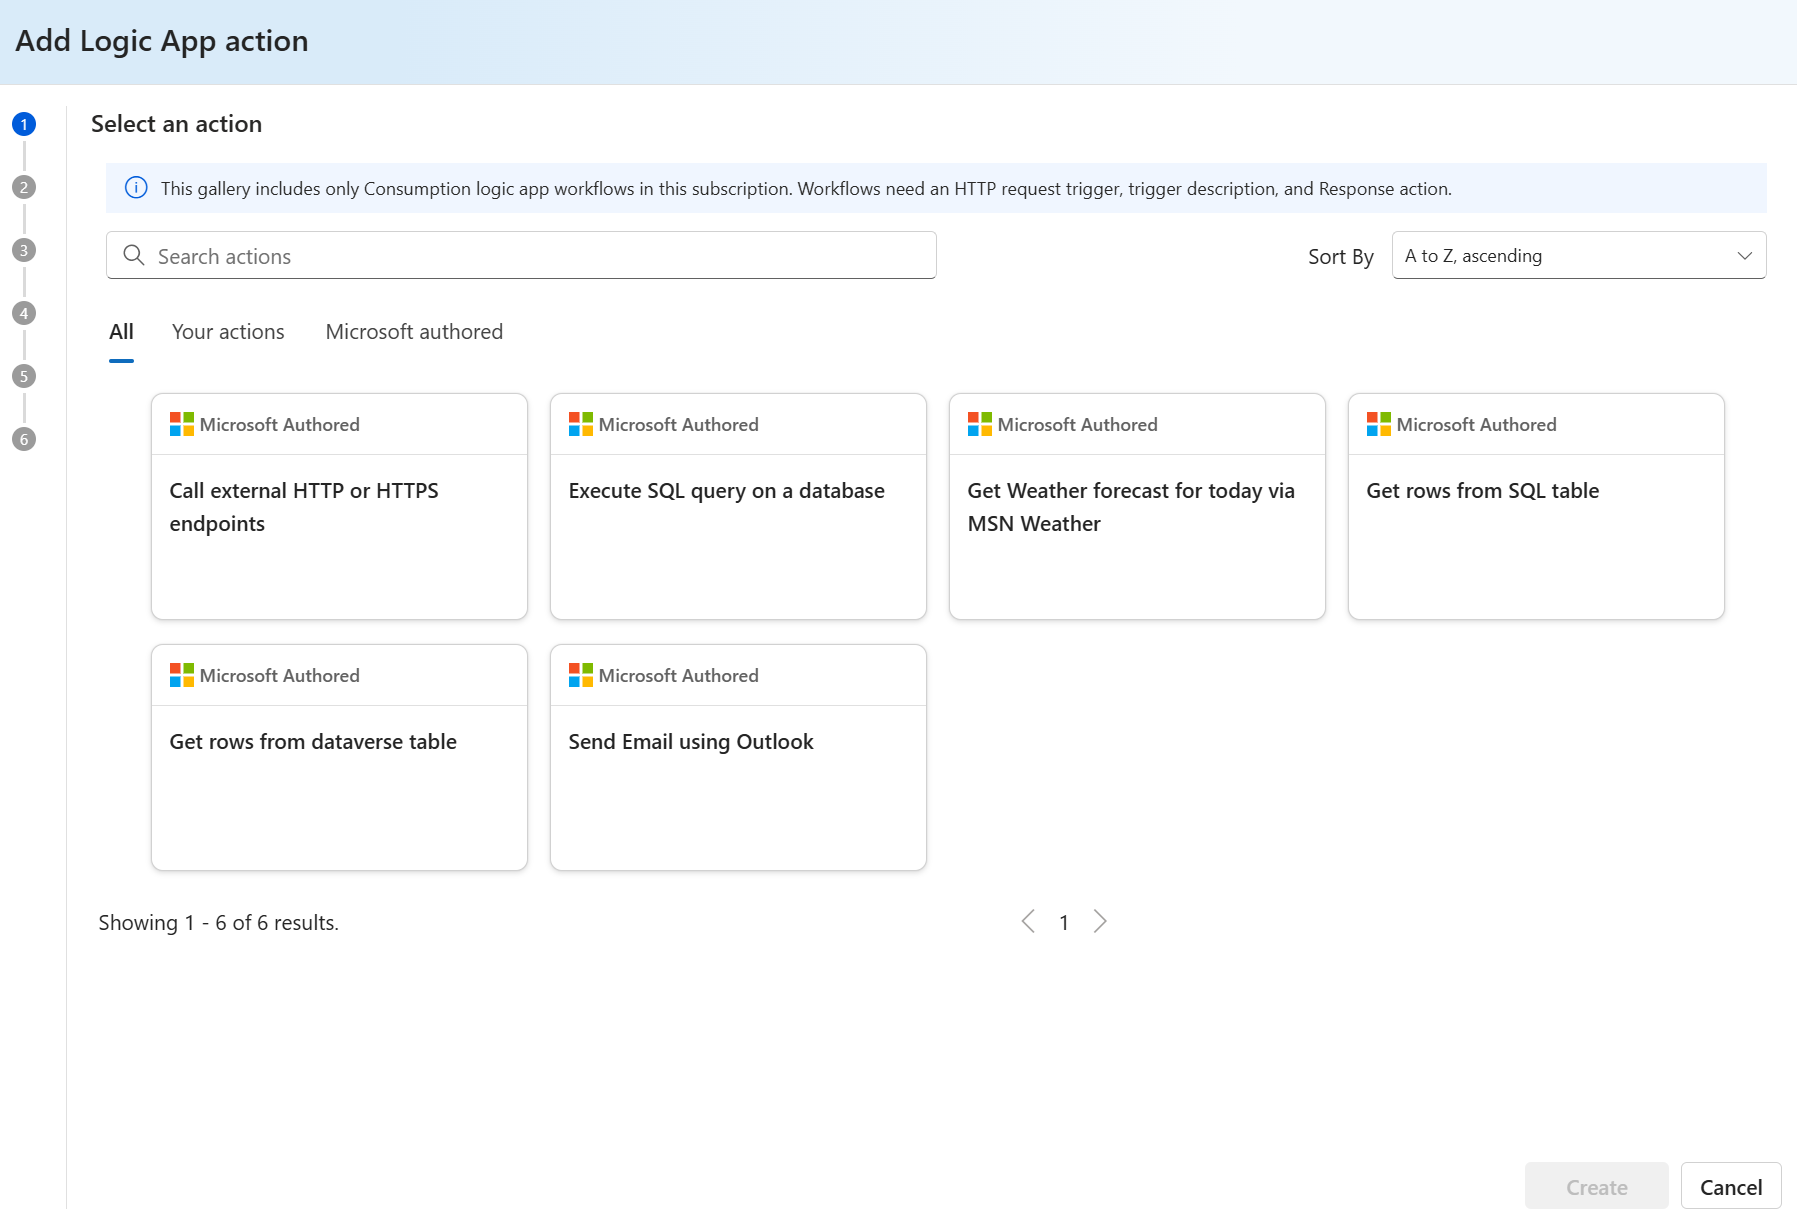 Add Logic App action
1
Select an action
This gallery includes only Consumption logic app workflows in this subscription. Workflows need an HTTP request trigger, trigger description, and Response action.
2
Search actions
Sort By
A to Z, ascending
3
4
All
Your actions
Microsoft authored
5
6
Microsoft Authored
Call external HTTP or HTTPS
endpoints
Microsoft Authored
Execute SQL query on a database
Microsoft Authored
Get Weather forecast for today via
MSN Weather
Microsoft Authored
Get rows from SQL table
Microsoft Authored
Get rows from dataverse table
Microsoft Authored
Send Email using Outlook
Showing 1 - 6 of 6 results.
1
Create
Cancel